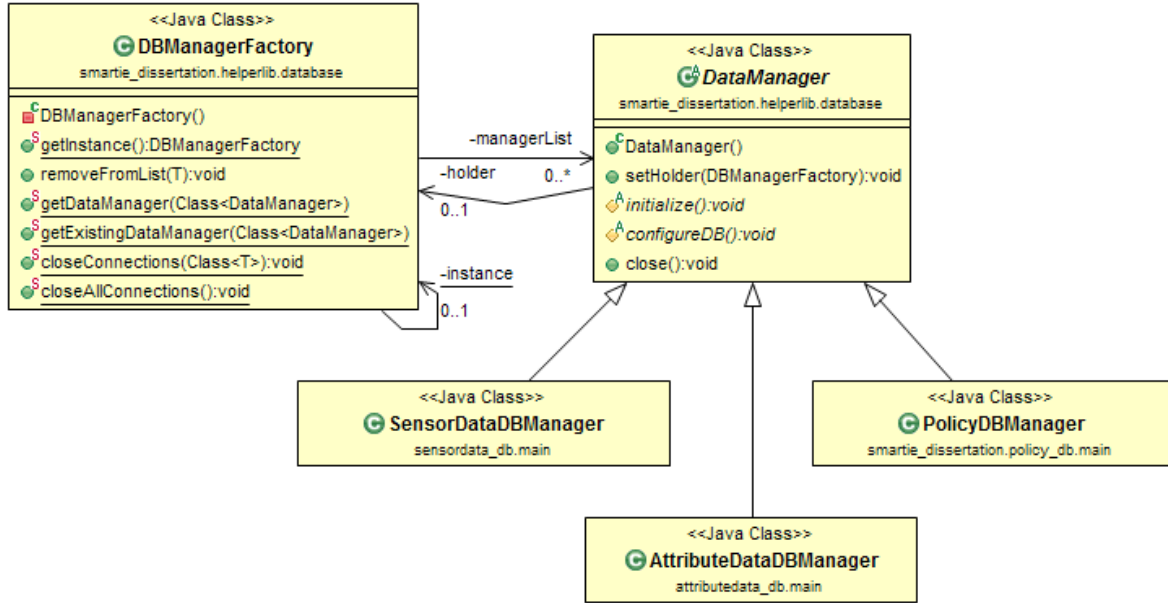 <<Java Class>>
DBManagerFactory
smartie_dissertation.helperlib.database
DBManagerFactory()
getInstance():DBManagerFactory
removeFromList(T):void
getDataManager(Class<DataManager>)
getExistingDataManager(Class<DataManager>)
closeConnections(Class<T>):void
closeAllConnections():void
-managerList
0..*
-holder
0..1
-instance
0..1
<<Java Class>>
DataManager
smartie_dissertation.helperlib.database
DataManager()
setHolder(DBManagerFactory):void
initialize():void
configureDB():void
close():void
<<Java Class>>
SensorDataDBManager
sensordata_db.main
<<Java Class>>
PolicyDBManager
smartie_dissertation.policy_db.main
<<Java Class>>
AttributeDataDBManager
attributedata_db.main